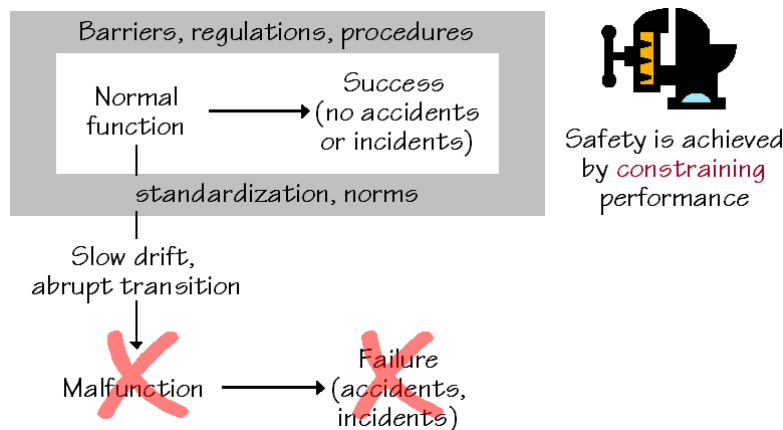 Barriers, regulations, procedures
Normal
function
Success
(no accidents
or incidents)
standardization, norms
Safety is achieved
by constraining
performance
Slow drift,
abrupt transition
Malfunction
Failure
(accidents,
incidents)